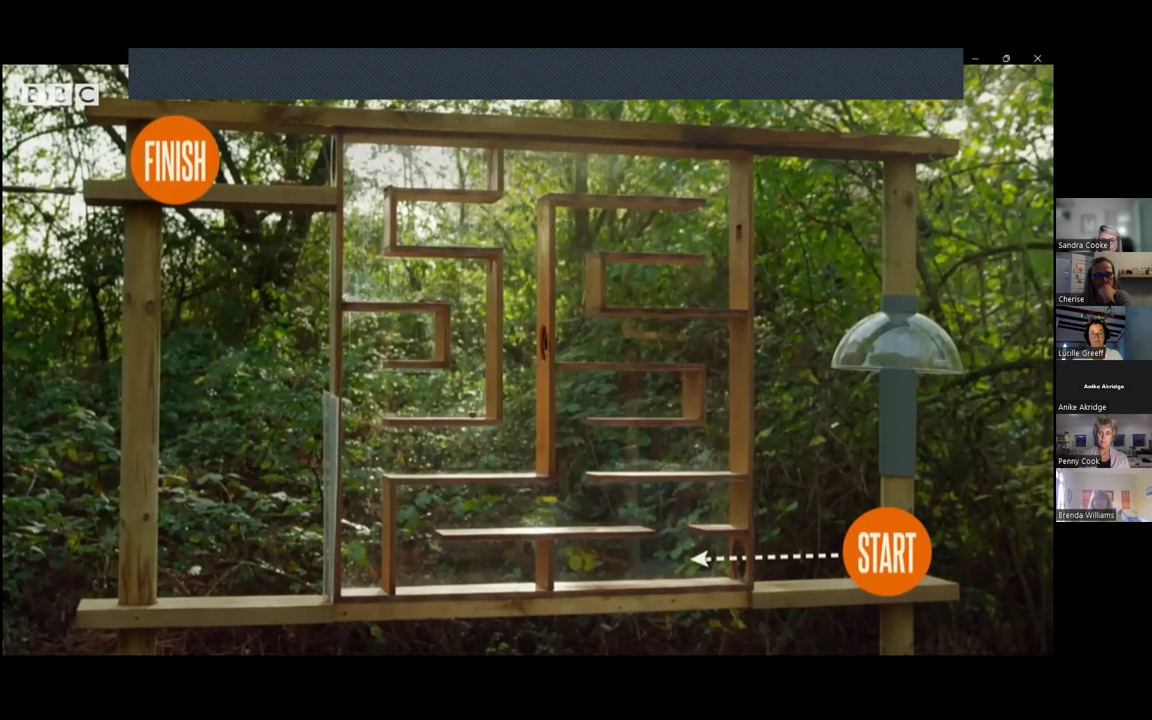 BBC
FINISH
START
Sandra Cooke
Cherise
Lucille Greeff
Anike Akridge
Anike Akridge
Penny Cook
Brenda Williams